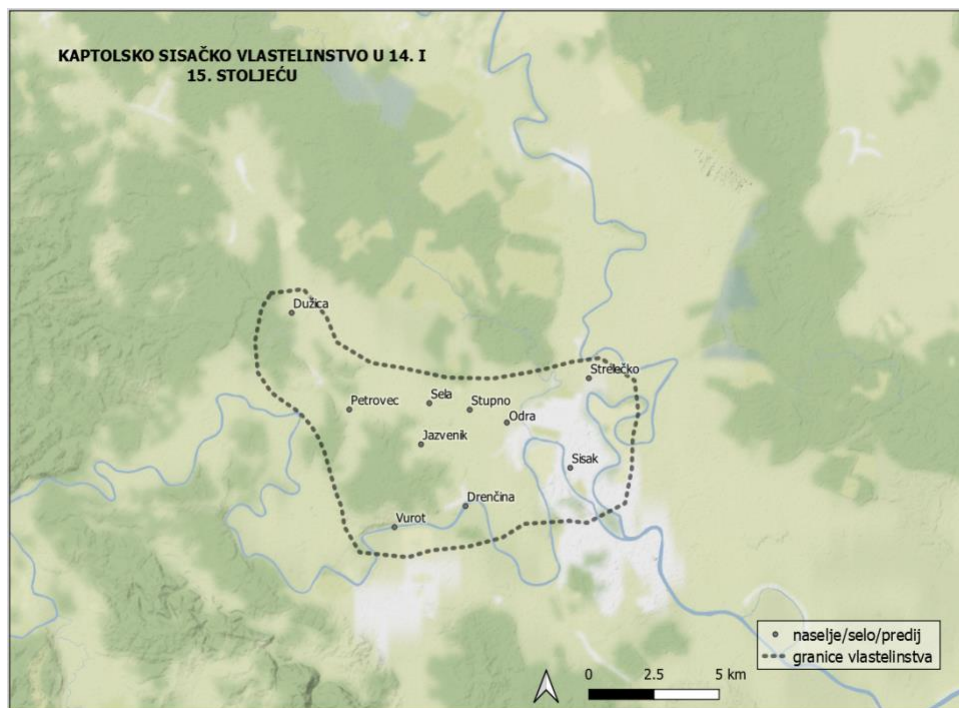 KAPTOLSKO SISAČKO VLASTELINSTVO U 14. I
15. STOLJEĆU
Dužica
Strelečko
Petrovec
Sela
Stupno
Odra
Jazvenik
Sisak
Drenčina
Vurot
naselje/selo/predij
granice vlastelinstva
0 2.5 5 km